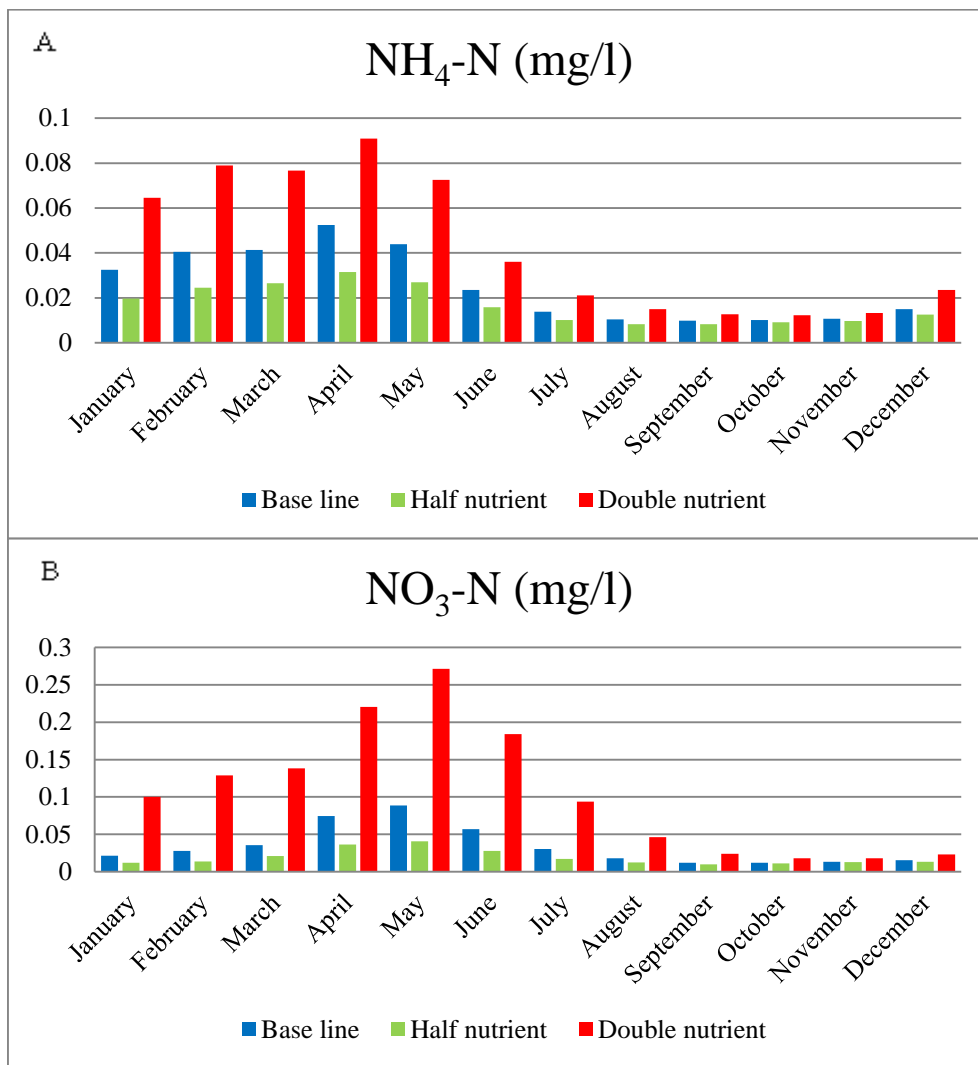 A
NH₄-N (mg/l)
0.1
0.08
0.06
0.04
0.02
0
January February March April May June July August September October November December
Base line Half nutrient Double nutrient
B
NO₃-N (mg/l)
0.3
0.25
0.2
0.15
0.1
0.05
0
January February March April May June July August September October November December
Base line Half nutrient Double nutrient